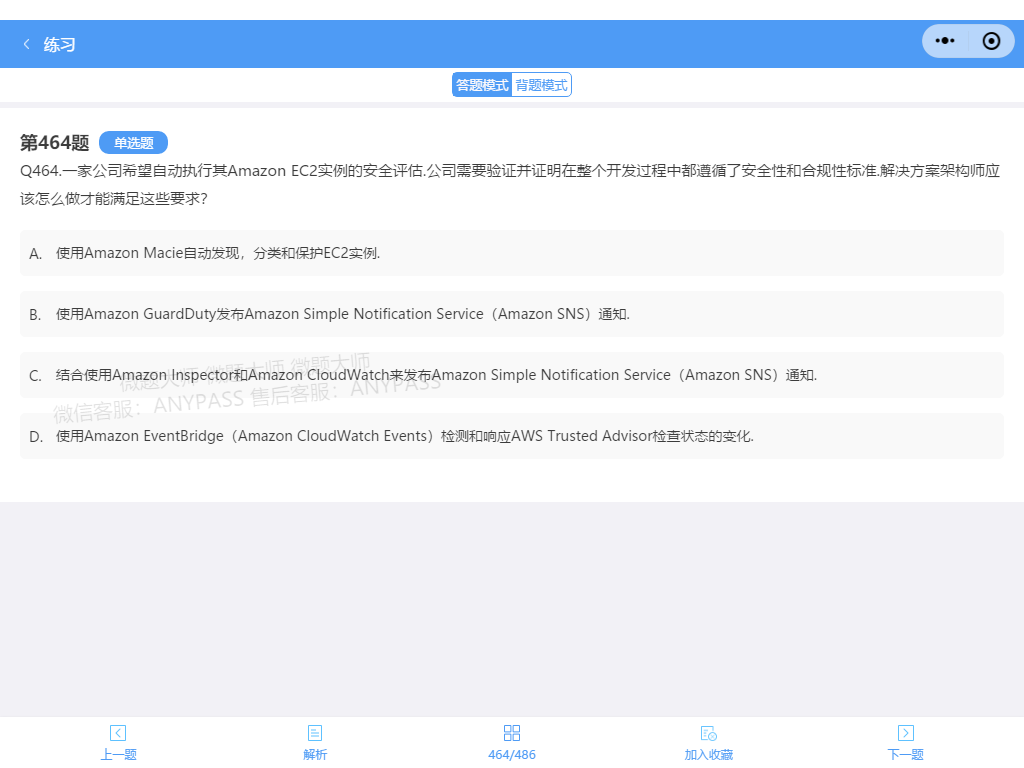 练习
答题模式 背题模式
第464题 单选题
Q464.一家公司希望自动执行其Amazon EC2实例的安全评估.公司需要验证并证明在整个开发过程中都遵循了安全性和合规性标准.解决方案架构师应
该怎么做才能满足这些要求?
A. 使用Amazon Macie自动发现，分类和保护EC2实例.
B. 使用Amazon GuardDuty发布Amazon Simple Notification Service（Amazon SNS）通知.
微题大师 微题大师 微题大师
C. 结合使用Amazon Inspector和Amazon CloudWatch来发布Amazon Simple Notification Service（Amazon SNS）通知.
微信客服：ANYPASS 售后客服：ANYPASS
D. 使用Amazon EventBridge（Amazon CloudWatch Events）检测和响应AWS Trusted Advisor检查状态的变化.
上一题 解析 464/486 加入收藏 下一题